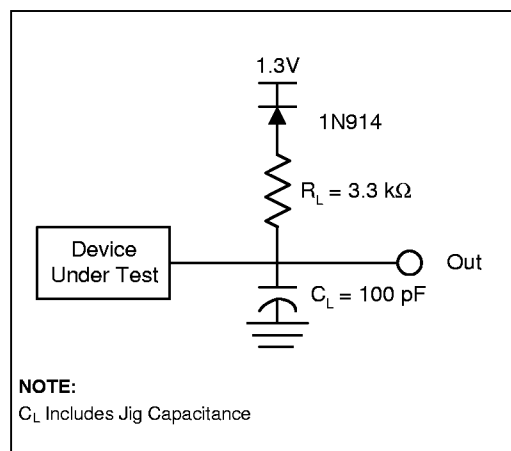 1.3V
1N914
R_L = 3.3 kΩ
Device
Under Test
Out
C_L = 100 pF
NOTE:
C_L Includes Jig Capacitance